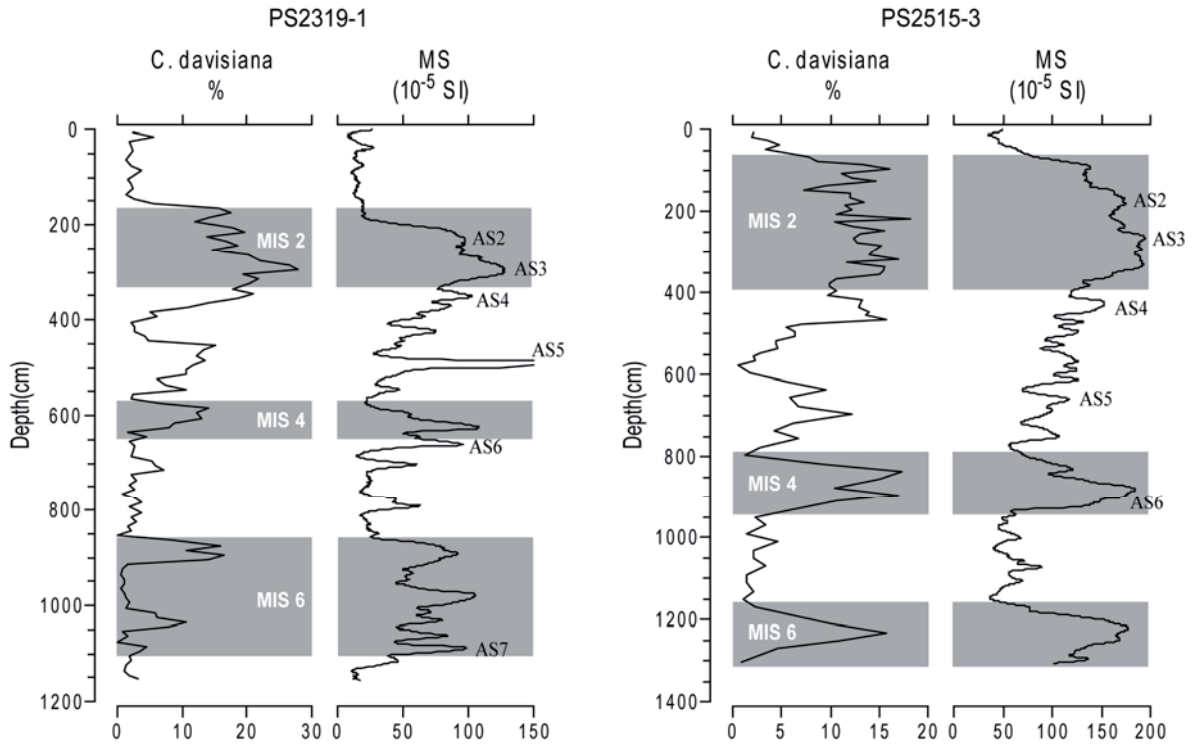 PS2319-1
C. davisiana
%
MS
(10⁻⁵ SI)
Depth(cm)
0
200
400
600
800
1000
1200
MIS 2
MIS 4
MIS 6
AS2
AS3
AS4
AS5
AS6
AS7
0 10 20 30
0 50 100 150
PS2515-3
C. davisiana
%
MS
(10⁻⁵ SI)
Depth(cm)
0
200
400
600
800
1000
1200
1400
MIS 2
MIS 4
MIS 6
AS2
AS3
AS4
AS5
AS6
0 5 10 15 20
0 50 100 150 200